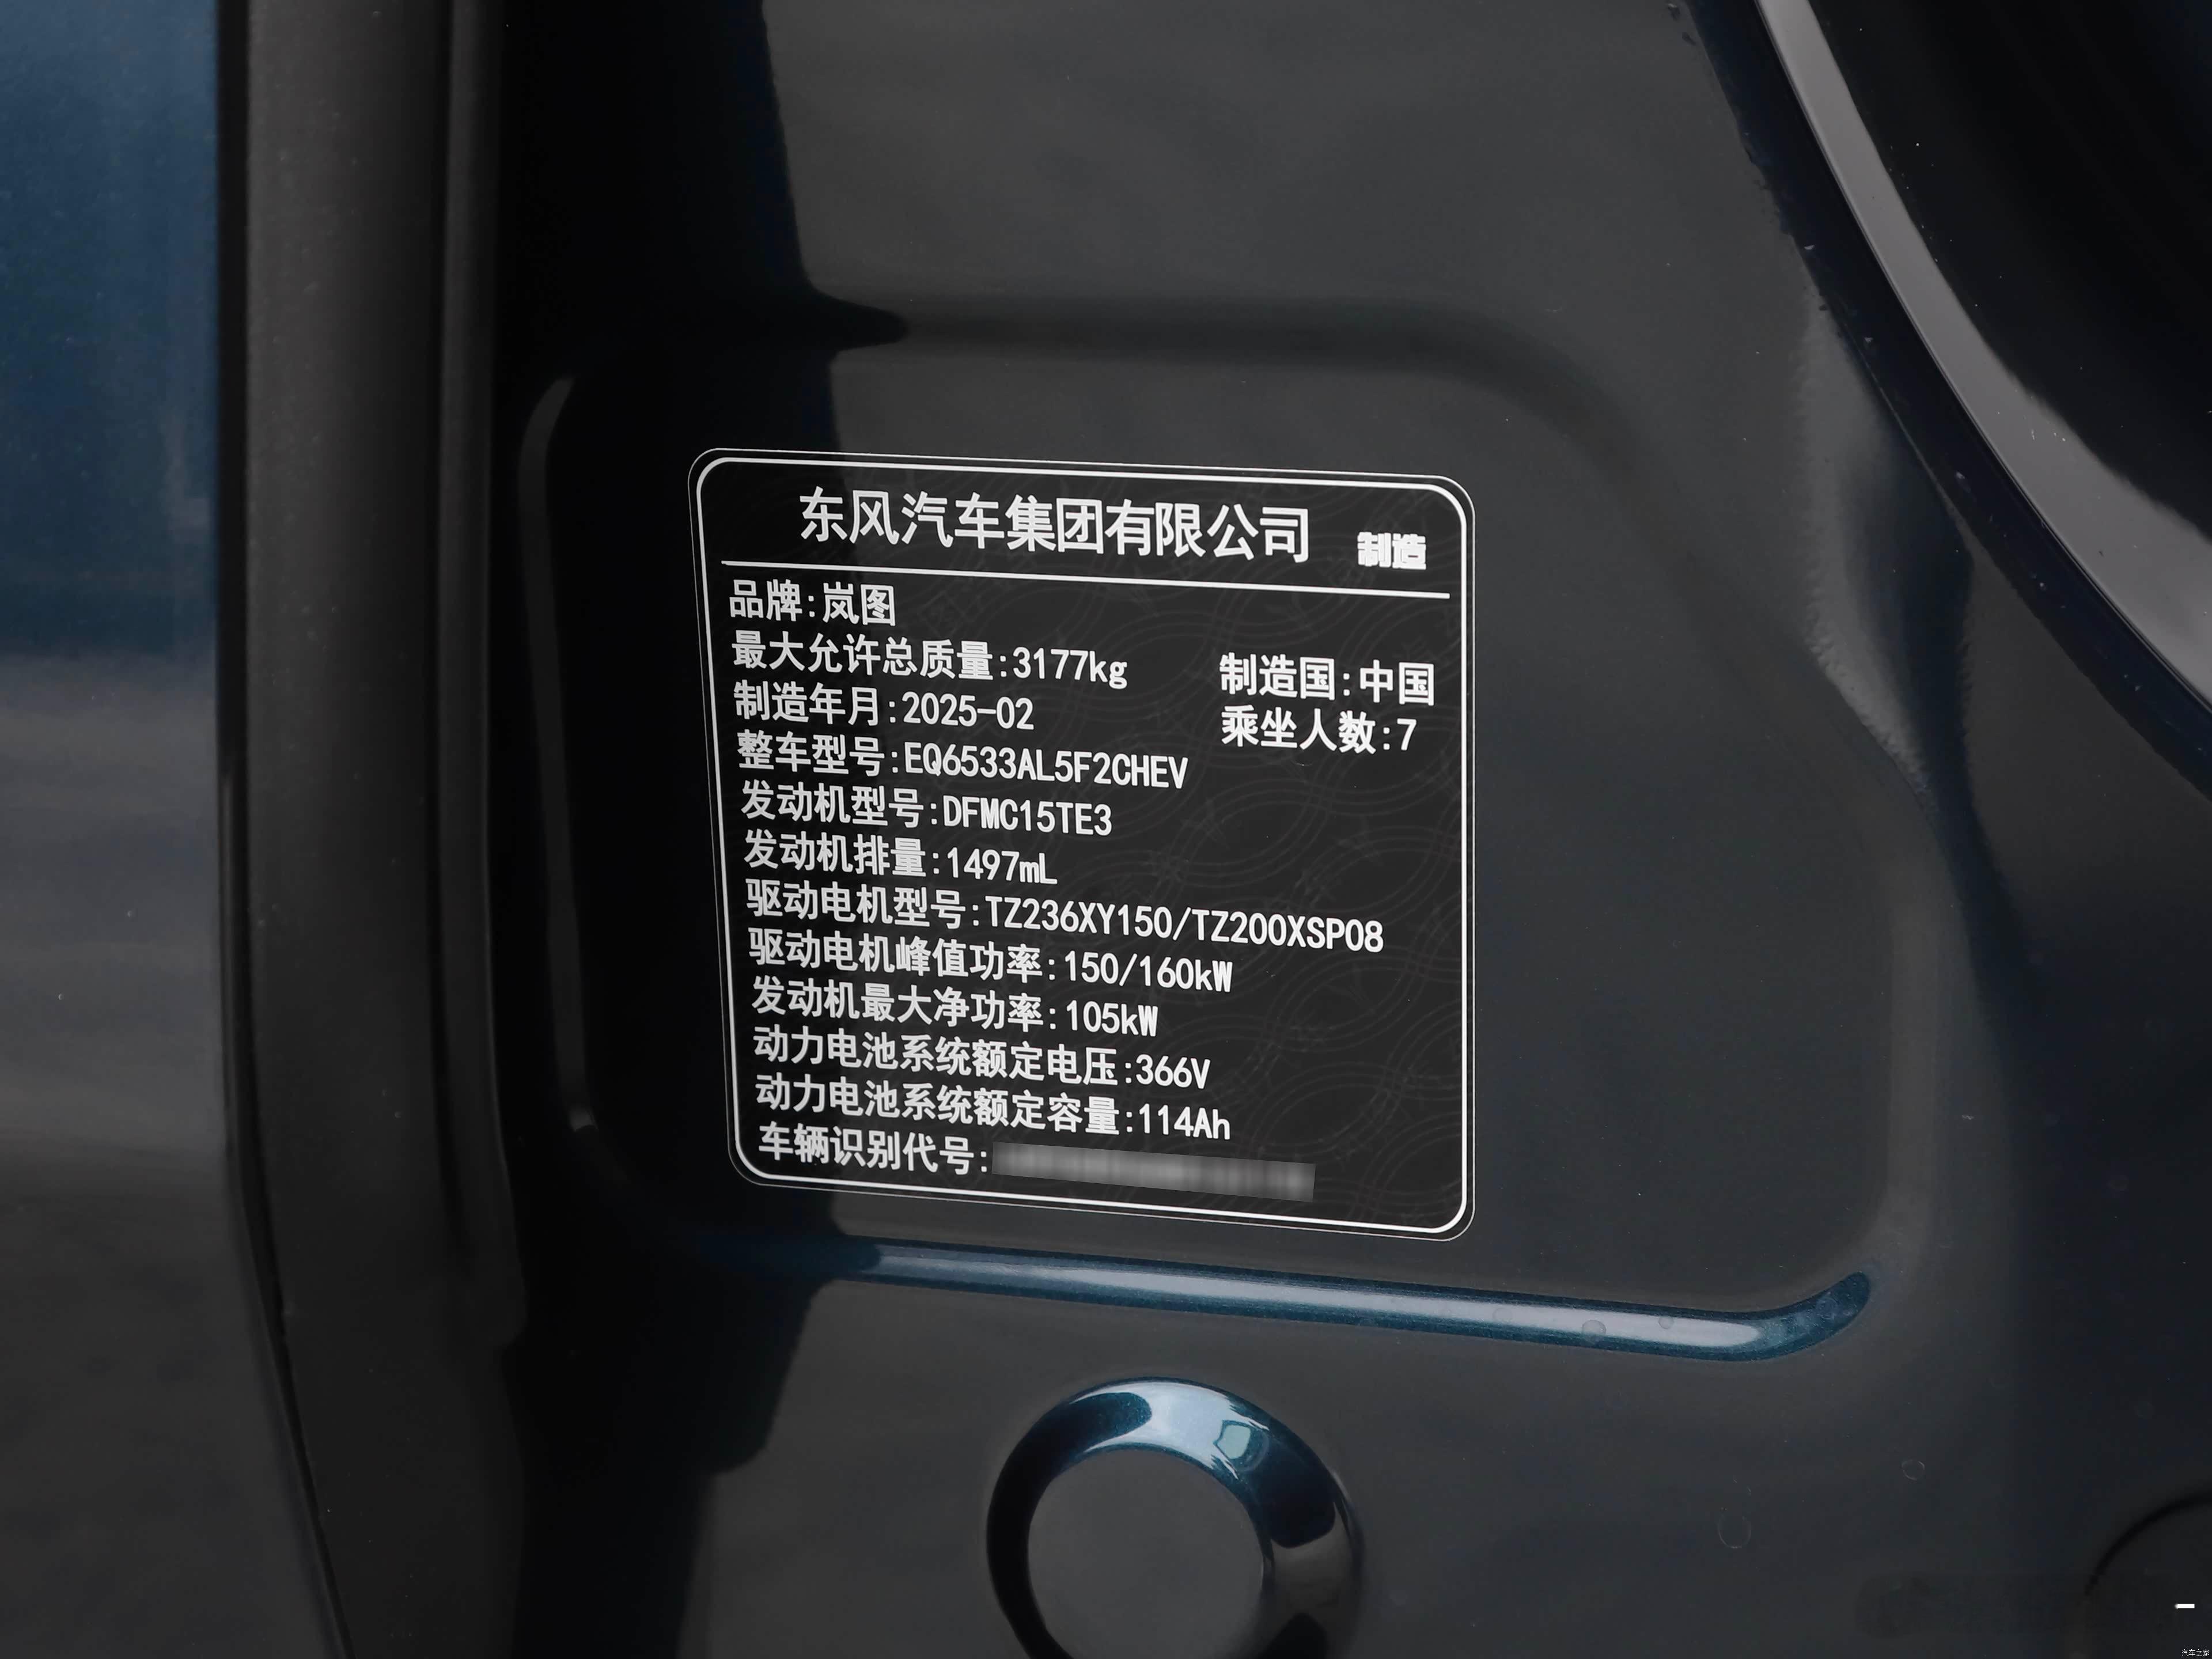 东风汽车集团有限公司 制造
品牌:岚图
最大允许总质量:3177kg 制造国:中国
制造年月:2025-02 乘坐人数:7
整车型号:EQ6533AL5F2CHEV
发动机型号:DFMC15TE3
发动机排量:1497mL
驱动电机型号:TZ236XY150/TZ200XSP08
驱动电机峰值功率:150/160kW
发动机最大净功率:105kW
动力电池系统额定电压:366V
动力电池系统额定容量:114Ah
车辆识别代号:
汽车之家